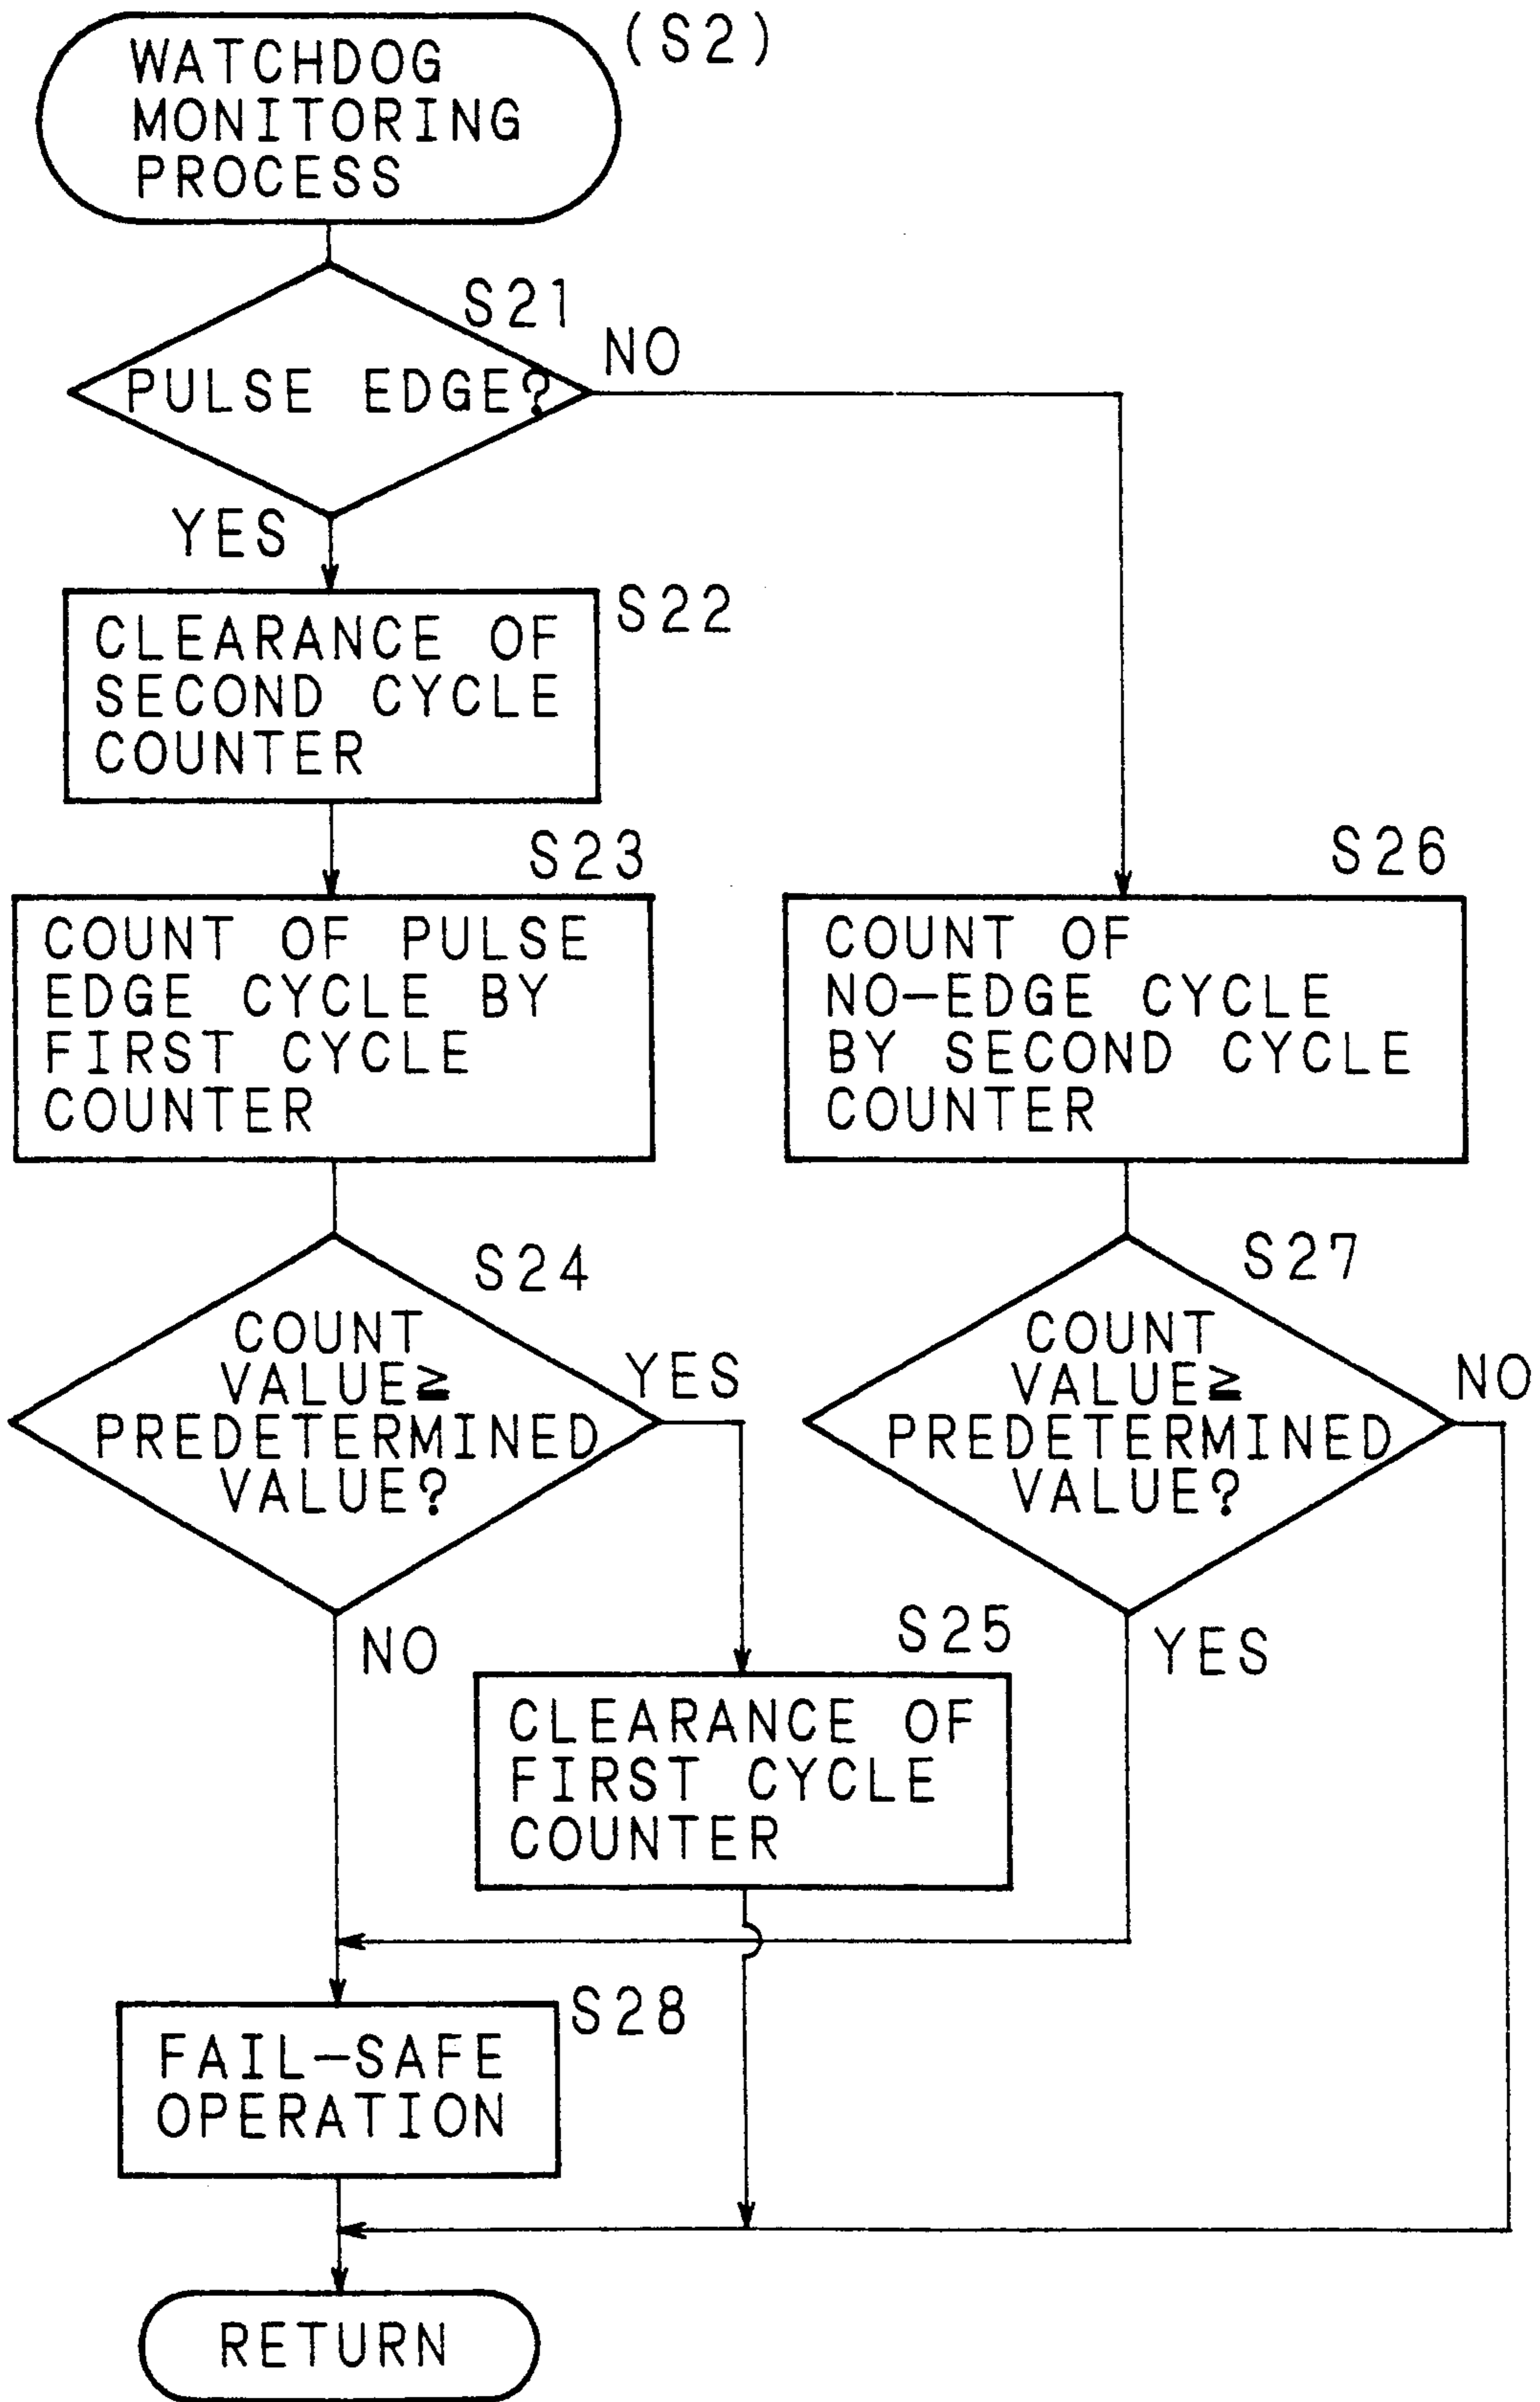 WATCHDOG
MONITORING
PROCESS
(S2)
S21
PULSE EDGE?
NO
YES
S22
CLEARANCE OF
SECOND CYCLE
COUNTER
S23
COUNT OF PULSE
EDGE CYCLE BY
FIRST CYCLE
COUNTER
S26
COUNT OF
NO-EDGE CYCLE
BY SECOND CYCLE
COUNTER
S24
COUNT
VALUE≧
PREDETERMINED
VALUE?
YES
NO
S27
COUNT
VALUE≧
PREDETERMINED
VALUE?
NO
YES
S25
CLEARANCE OF
FIRST CYCLE
COUNTER
S28
FAIL-SAFE
OPERATION
RETURN